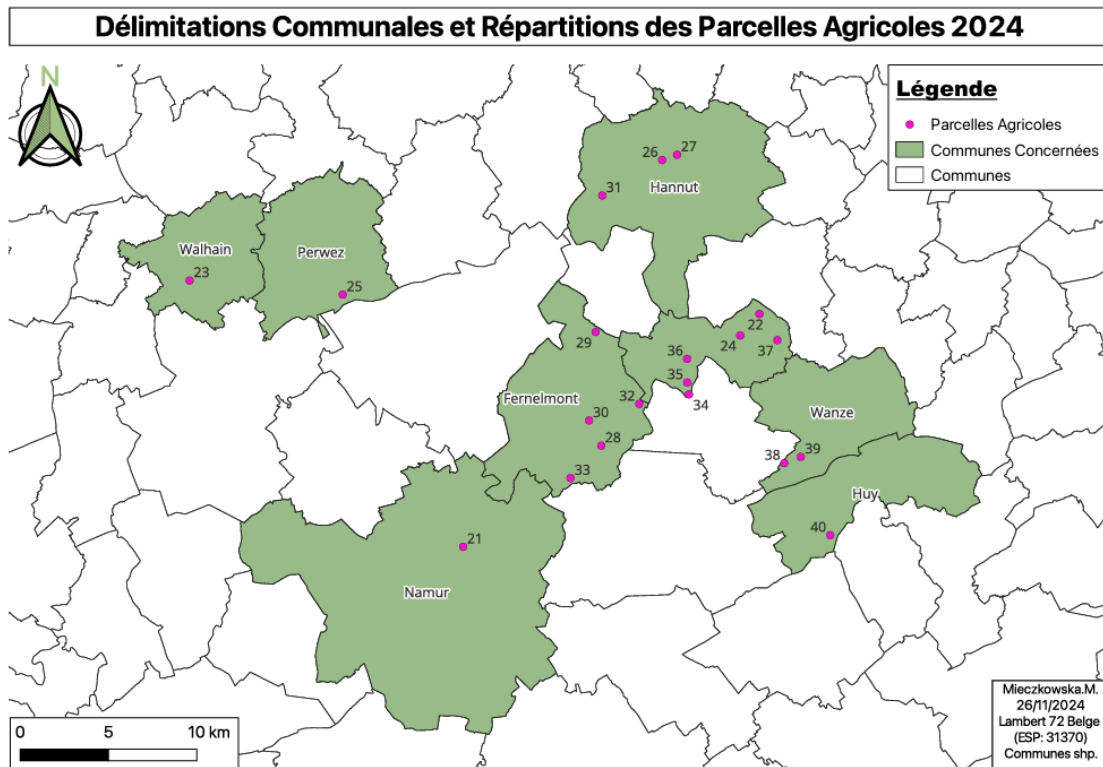 Délimitations Communales et Répartitions des Parcelles Agricoles 2024
N
Légende
Parcelles Agricoles
Communes Concernées
Communes
26
27
Hannut
31
Walhain
Perwez
23
25
22
29
24
37
36
35
Fernelmont
32
34
Wanze
30
28
38
39
33
Huy
40
21
Namur
Mieczkowska.M.
26/11/2024
Lambert 72 Belge
(ESP: 31370)
Communes shp.
0 5 10 km